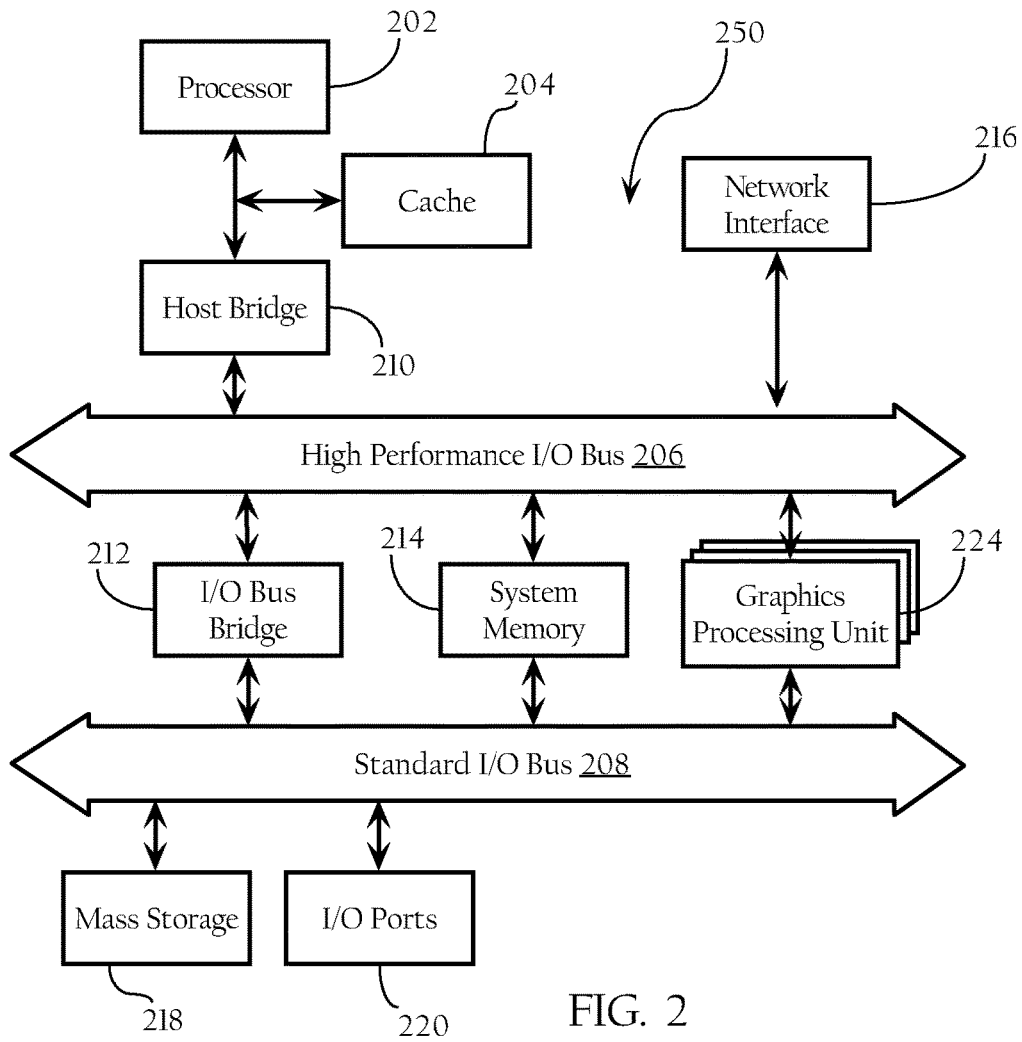 202
Processor
250
204
216
Cache
Network
Interface
Host Bridge
210
High Performance I/O Bus 206
212
214
224
I/O Bus
Bridge
System
Memory
Graphics
Processing Unit
Standard I/O Bus 208
Mass Storage
I/O Ports
218
220
FIG. 2